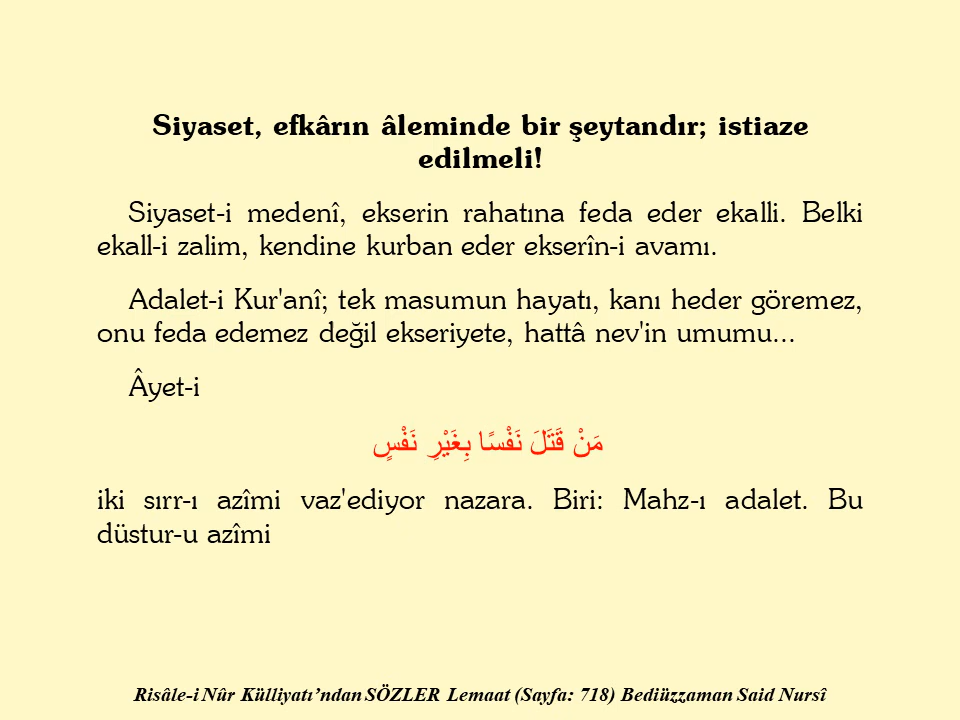 Siyaset, efkârın âleminde bir şeytandır; istiaze
edilmeli!
Siyaset-i medenî, ekserin rahatına feda eder ekalli. Belki
ekall-i zalim, kendine kurban eder ekserîn-i avamı.
Adalet-i Kur'anî; tek masumun hayatı, kanı heder göremez,
onu feda edemez değil ekseriyete, hattâ nev'in umumu...
Âyet-i
مَنْ قَتَلَ نَفْسًا بِغَيْرِ نَفْسٍ
iki sırr-ı azîmi vaz'ediyor nazara. Biri: Mahz-ı adalet. Bu
düstur-u azîmi
Risâle-i Nûr Külliyatı’ndan SÖZLER Lemaat (Sayfa: 718) Bediüzzaman Said Nursî